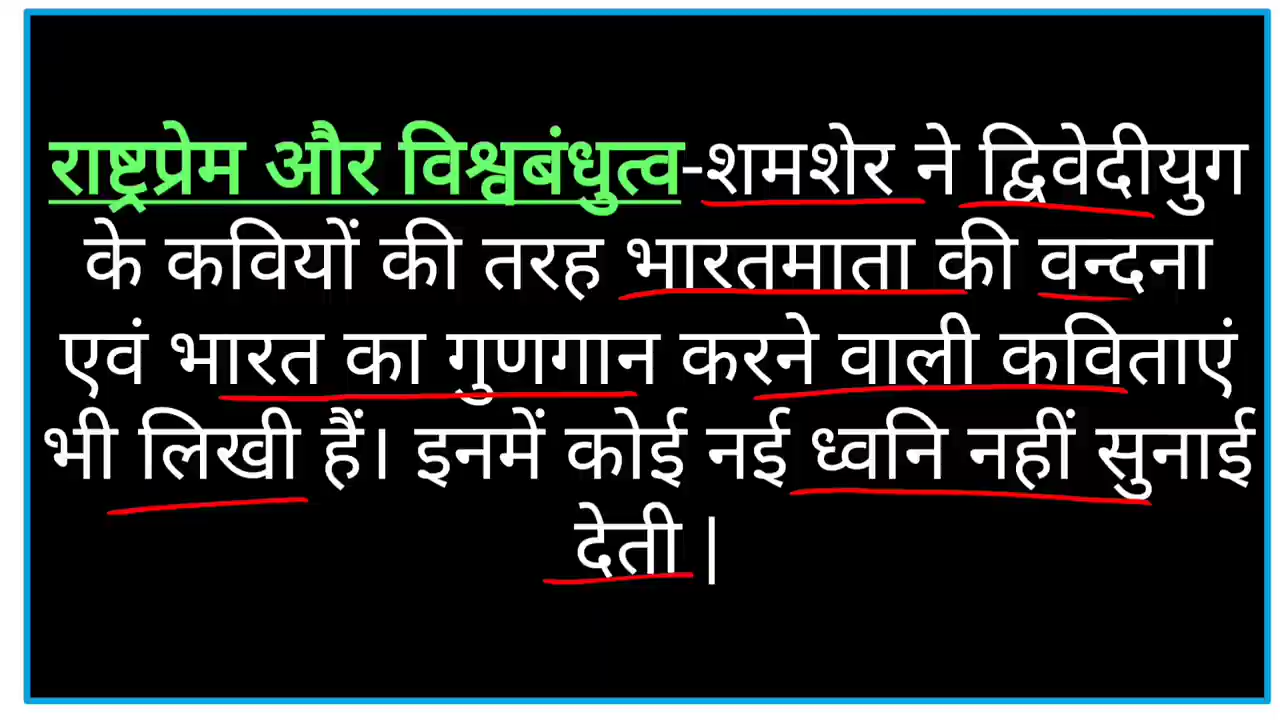 राष्ट्रप्रेम और विश्वबंधुत्व-शमशेर ने द्विवेदीयुग
के कवियों की तरह भारतमाता की वन्दना
एवं भारत का गुणगान करने वाली कविताएं
भी लिखी हैं। इनमें कोई नई ध्वनि नहीं सुनाई
देती |